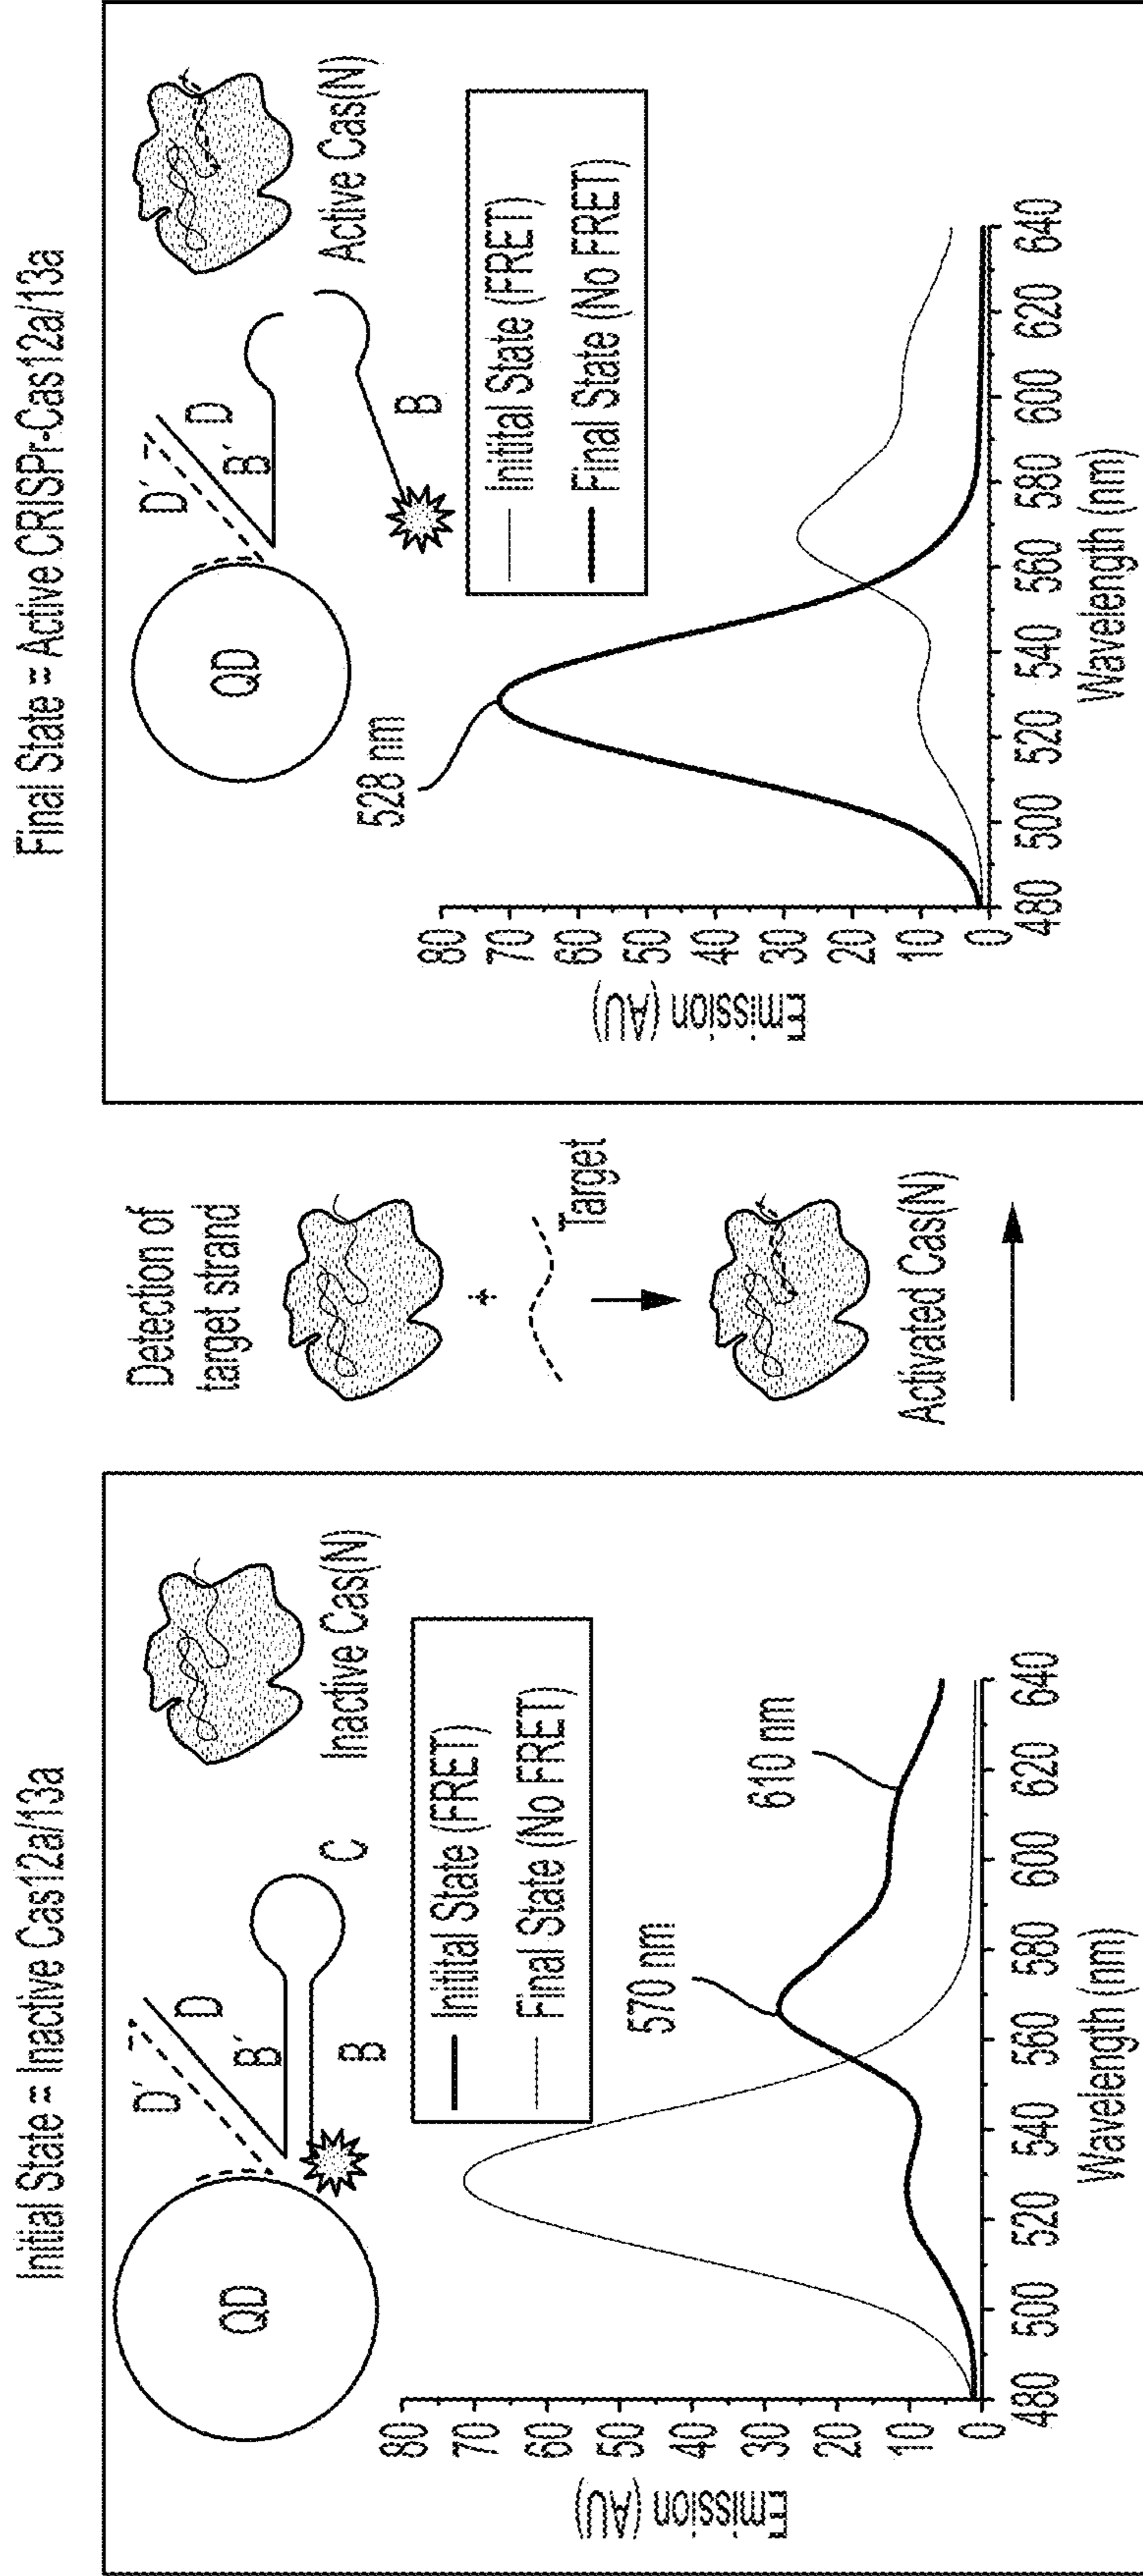 Initial State = Inactive Cas12a/13a
QD
D´
D
B´
B
C
Inactive Cas(N)
Initital State (FRET)
Final State (No FRET)
570 nm
610 nm
Emission (AU)
80
70
60
50
40
30
20
10
0
480 500 520 540 560 580 600 620 640
Wavelength (nm)
Detection of
target strand
+
Target
Activated Cas(N)
Final State = Active CRISPr-Cas12a/13a
QD
D´
D
B´
B
Active Cas(N)
Initital State (FRET)
Final State (No FRET)
528 nm
Emission (AU)
80
70
60
50
40
30
20
10
0
480 500 520 540 560 580 600 620 640
Wavelength (nm)